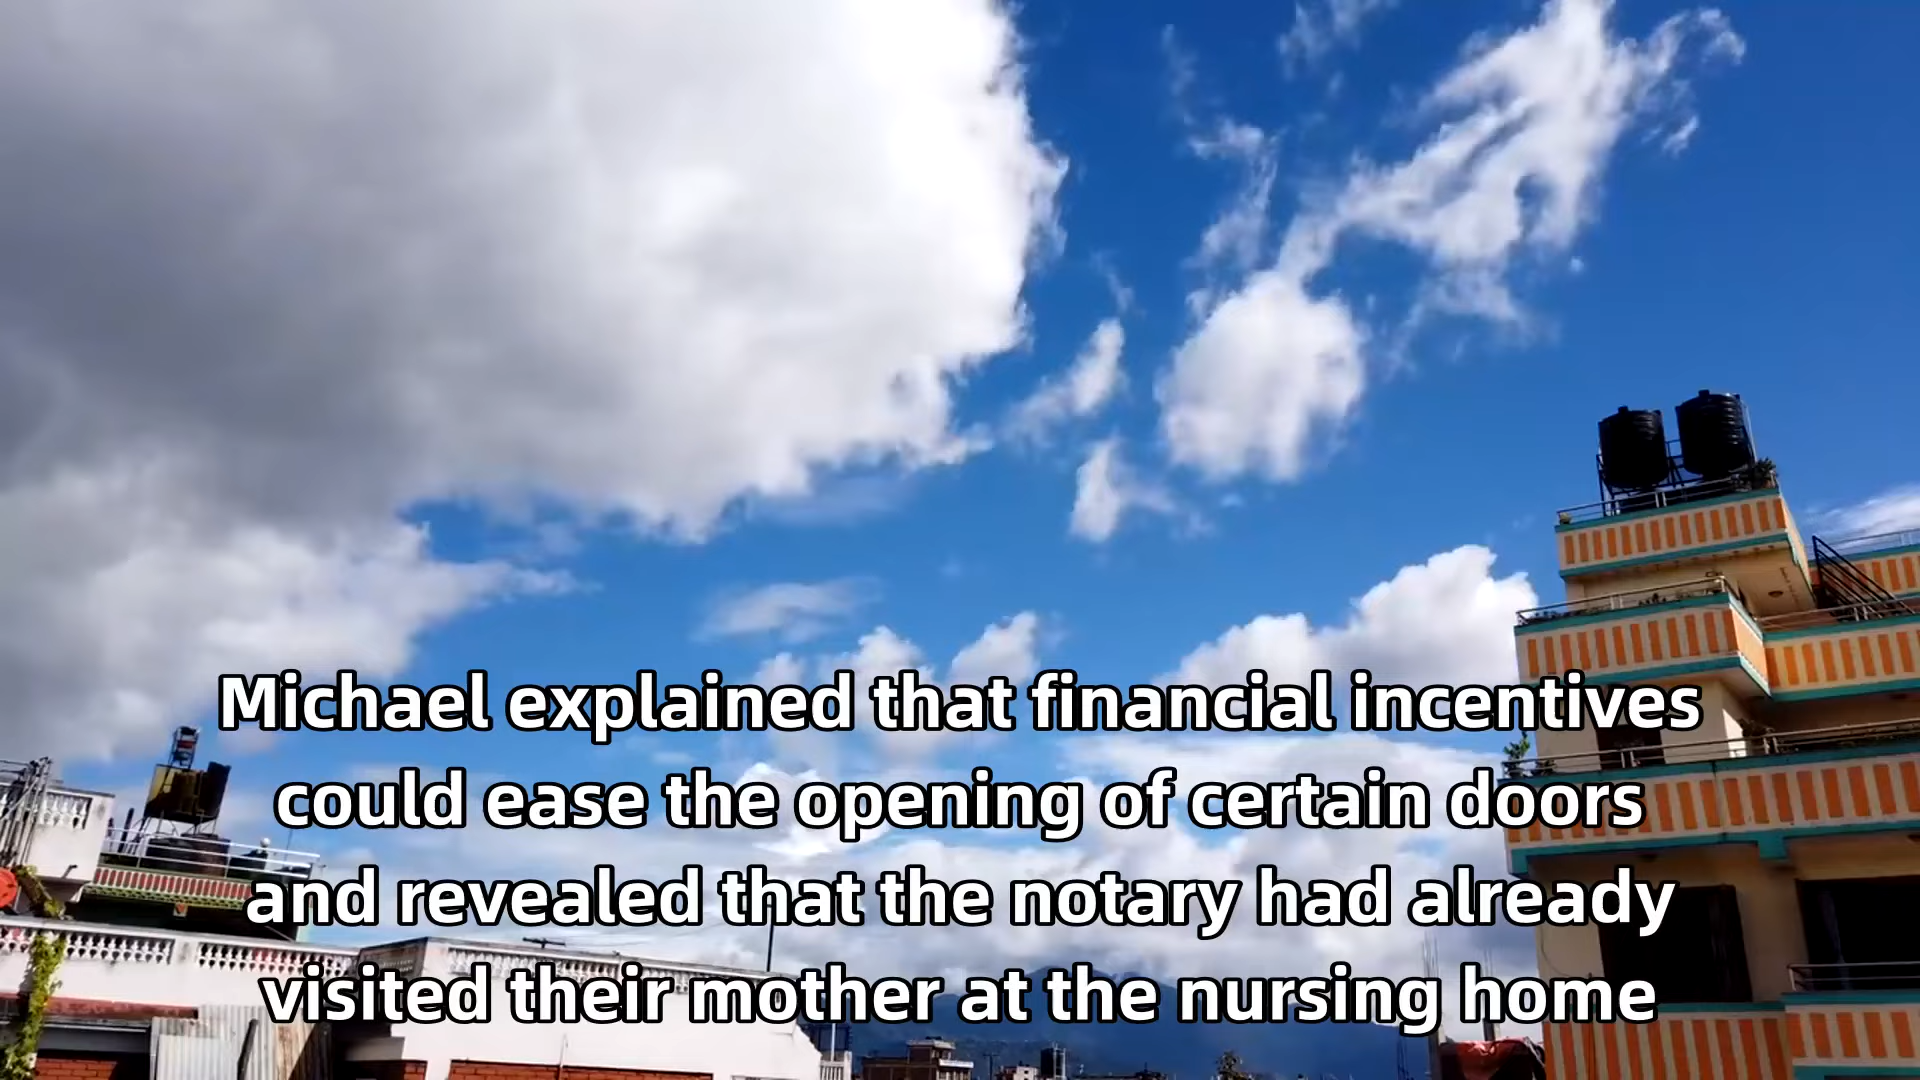 Michael explained that financial incentives
could ease the opening of certain doors
and revealed that the notary had already
visited their mother at the nursing home